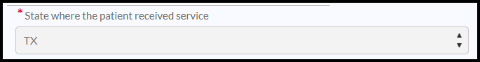 * State where the patient received service
TX